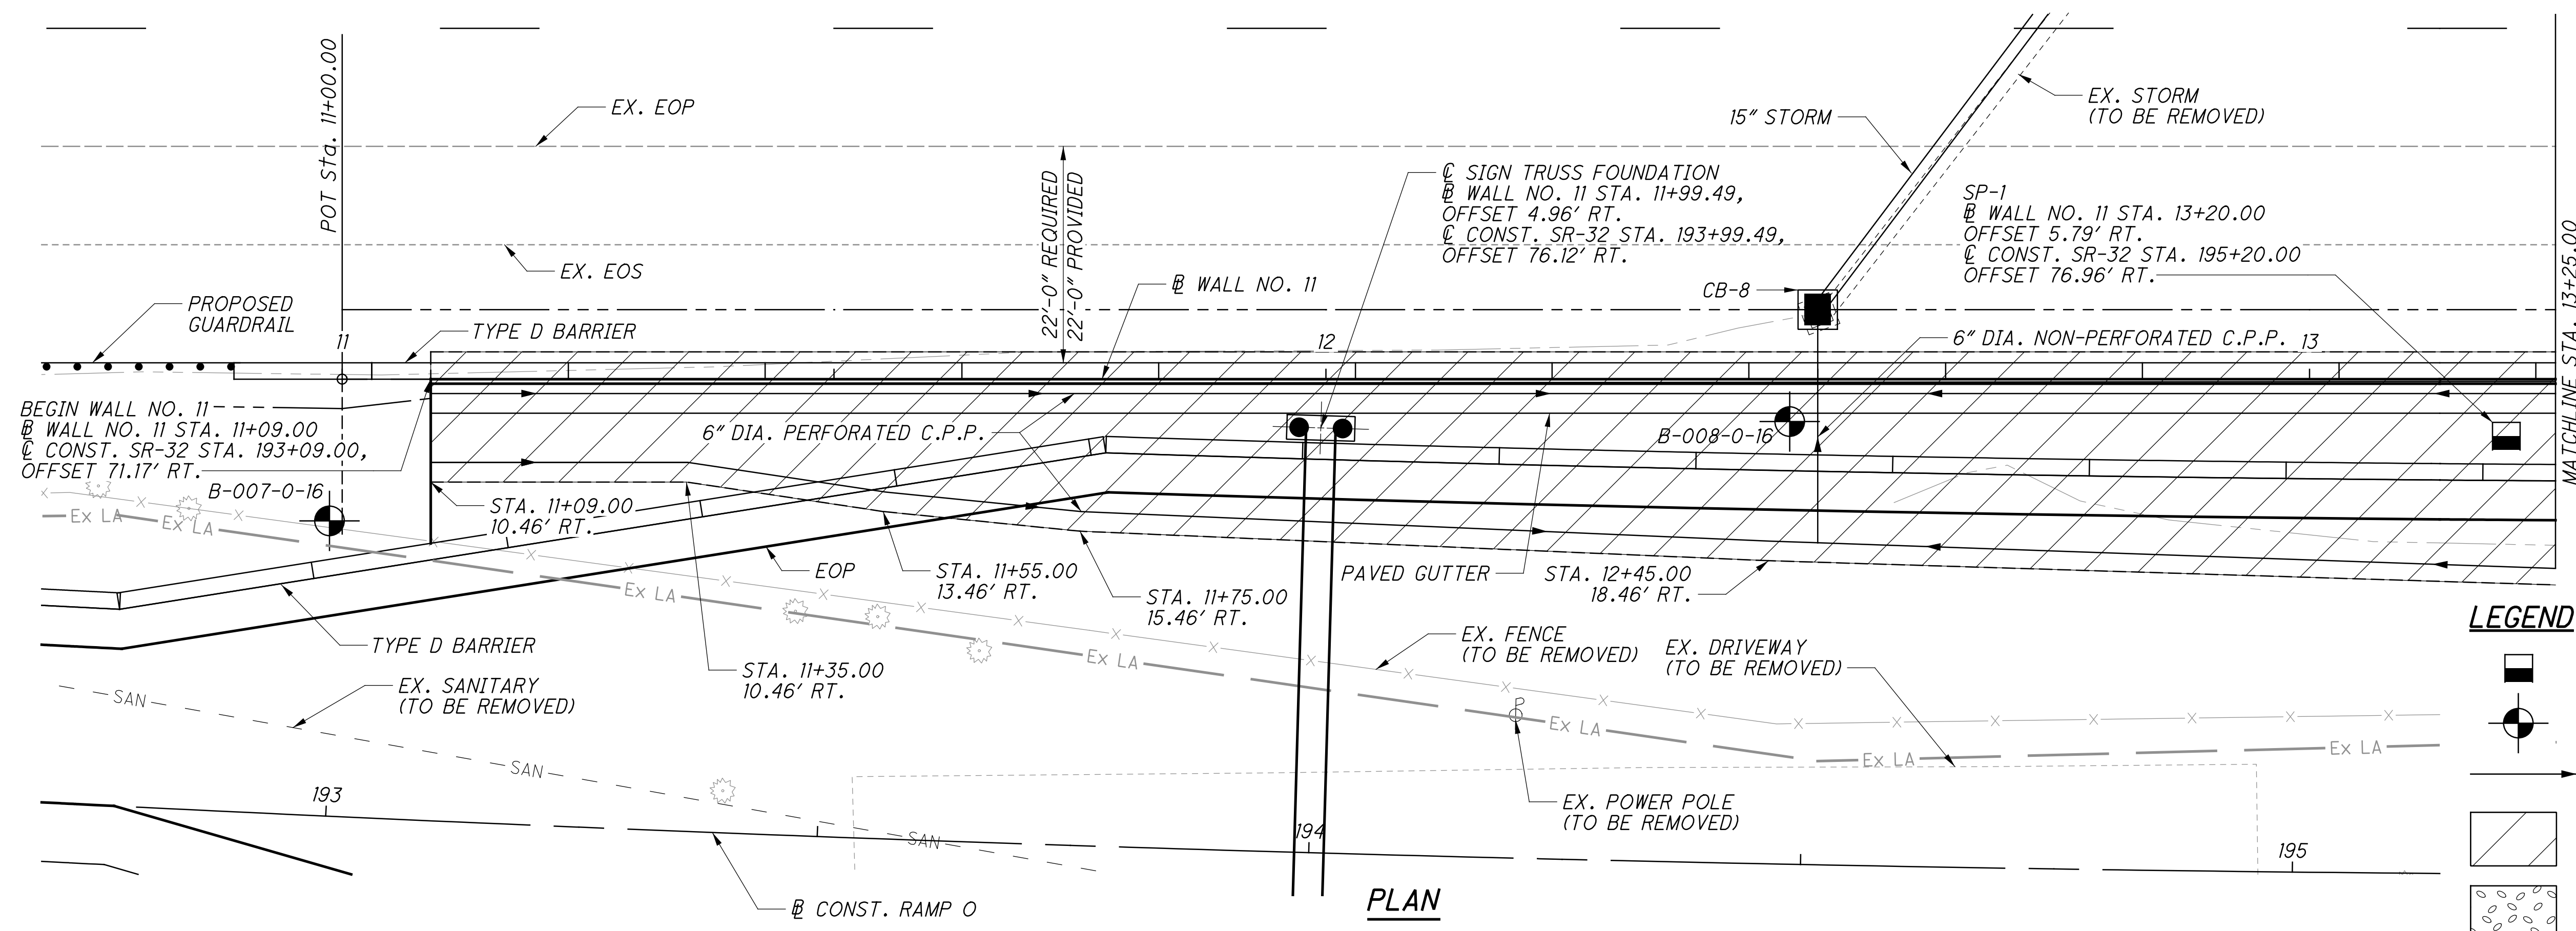 POT Sta. 11+00.00
EX. EOP
EX. EOS
22'-0" REQUIRED
22'-0" PROVIDED
15" STORM
EX. STORM
(TO BE REMOVED)
℄ SIGN TRUSS FOUNDATION
BL WALL NO. 11 STA. 11+99.49,
OFFSET 4.96' RT.
℄ CONST. SR-32 STA. 193+99.49,
OFFSET 76.12' RT.
SP-1
BL WALL NO. 11 STA. 13+20.00
OFFSET 5.79' RT.
℄ CONST. SR-32 STA. 195+20.00
OFFSET 76.96' RT.
MATCHLINE STA. 13+25.00
PROPOSED
GUARDRAIL
TYPE D BARRIER
BL WALL NO. 11
CB-8
6" DIA. NON-PERFORATED C.P.P.
11
12
13
BEGIN WALL NO. 11
BL WALL NO. 11 STA. 11+09.00
℄ CONST. SR-32 STA. 193+09.00,
OFFSET 71.17' RT.
6" DIA. PERFORATED C.P.P.
B-008-0-16
B-007-0-16
STA. 11+09.00
10.46' RT.
Ex LA
Ex LA
Ex LA
Ex LA
Ex LA
Ex LA
Ex LA
EOP
STA. 11+55.00
13.46' RT.
STA. 11+75.00
15.46' RT.
PAVED GUTTER
STA. 12+45.00
18.46' RT.
LEGEND
TYPE D BARRIER
STA. 11+35.00
10.46' RT.
EX. FENCE
(TO BE REMOVED)
EX. DRIVEWAY
(TO BE REMOVED)
EX. SANITARY
(TO BE REMOVED)
SAN
SAN
SAN
P
EX. POWER POLE
(TO BE REMOVED)
193
194
195
BL CONST. RAMP O
PLAN